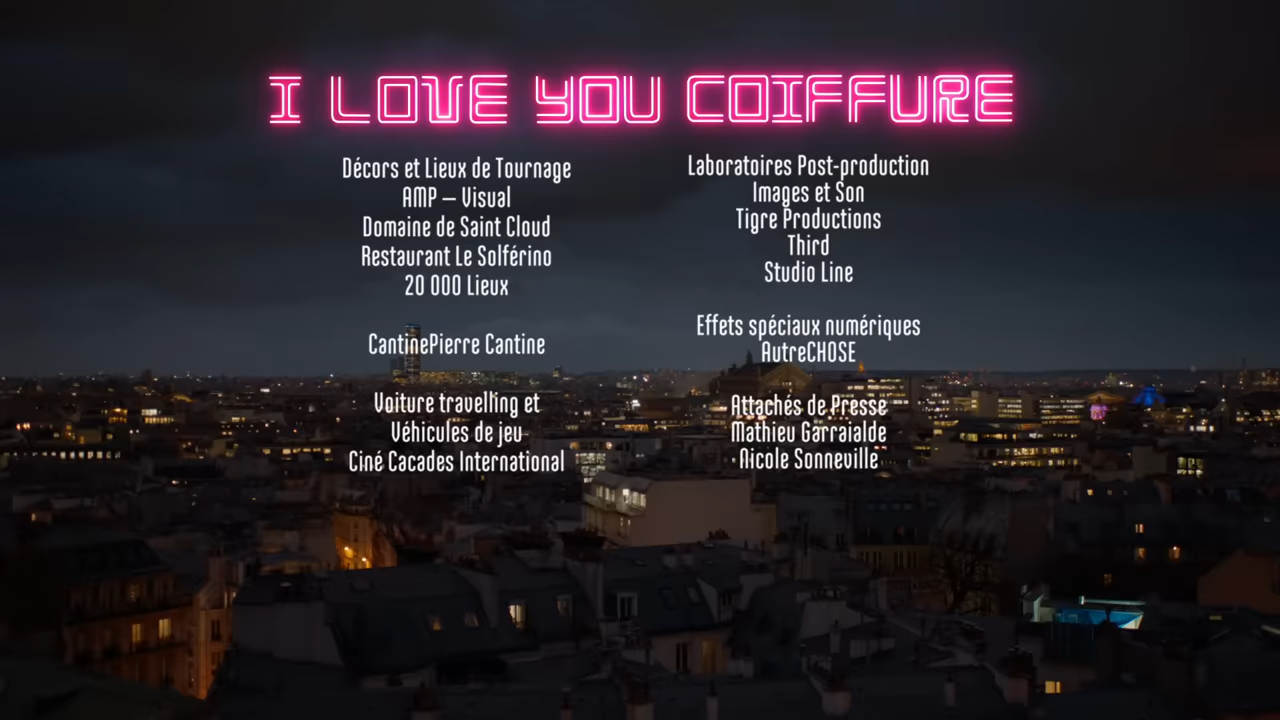 I LOVE YOU COIFFURE
Décors et Lieux de Tournage
AMP – Visual
Domaine de Saint Cloud
Restaurant Le Solférino
20 000 Lieux
CantinePierre Cantine
Voiture travelling et
Véhicules de jeu
Ciné Cacades International
Laboratoires Post-production
Images et Son
Tigre Productions
Third
Studio Line
Effets spéciaux numériques
AutreCHOSE
Attachés de Presse
Mathieu Garraialde
Nicole Sonneville